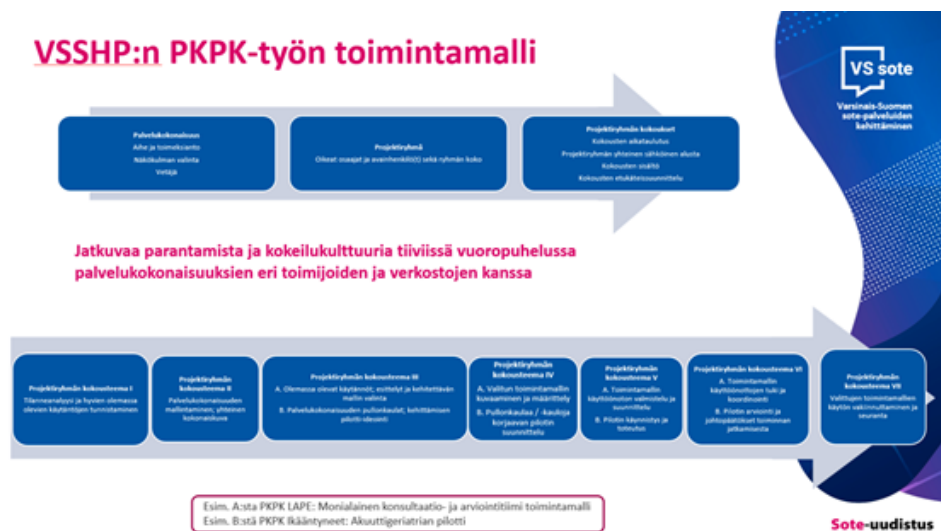 VSSHP:n PKPK-työn toimintamalli
VS sote
Varsinais-Suomen
sote-palveluiden
kehittäminen
Palvelukokonaisuus
Aihe ja toimeksianto
Näkökulman valinta
Vetäjä
Projektiryhmä
Oikeat osaajat ja avainhenkilö(t) sekä ryhmän koko
Projektiryhmän kokoukset
Kokousten aikataulutus
Projektiryhmän yhteinen sähköinen alusta
Kokousten sisältö
Kokousten etukäteissuunnittelu
Jatkuvaa parantamista ja kokeilukulttuuria tiiviissä vuoropuhelussa
palvelukokonaisuuksien eri toimijoiden ja verkostojen kanssa
Projektiryhmän kokousteema I
Tilanneanalyysi ja hyvien olemassa
olevien käytäntöjen tunnistaminen
Projektiryhmän
kokousteema II
Palvelukokonaisuuden
mallintaminen; yhteinen
kokonaiskuva
Projektiryhmän kokousteema III
A. Olemassa olevat käytännöt; esittelyt ja kehitettävän
mallin valinta
B. Palvelukokonaisuuden pullonkaulat; kehittämisen
pilotti-ideointi
Projektiryhmän
kokousteema IV
A. Valitun toimintamallin
kuvaaminen ja määrittely
B. Pullonkaulaa / -kauloja
korjaavan pilotin
suunnittelu
Projektiryhmän
kokousteema V
A. Toimintamallin
käyttöönoton valmistelu ja
suunnittelu
B. Pilotin käynnistys ja
toteutus
Projektiryhmän
kokousteema VI
A. Toimintamallin
käyttöönottojen tuki ja
koordinointi
B. Pilotin arviointi ja
johtopäätökset toiminnan
jatkamisesta
Projektiryhmän
kokousteema VII
Valittujen toimintamallien
käytön vakiinnuttaminen ja
seuranta
Esim. A:sta PKPK LAPE: Monialainen konsultaatio- ja arviointitiimi toimintamalli
Esim. B:stä PKPK Ikääntyneet: Akuuttigeriatrian pilotti
Sote-uudistus